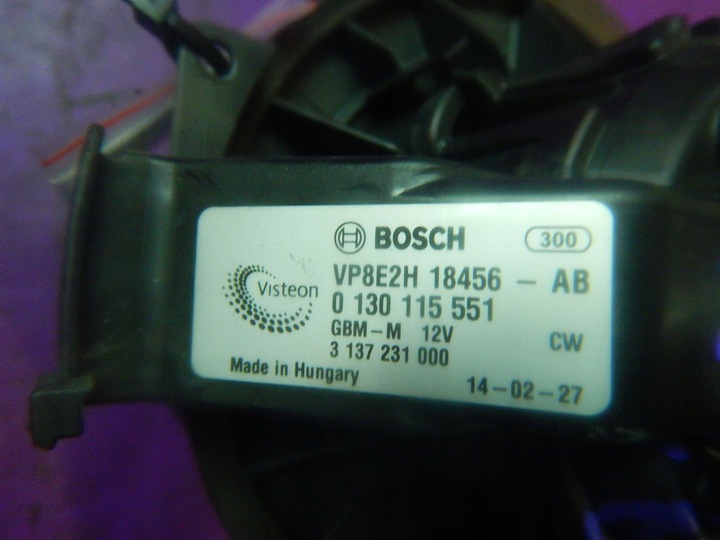 BOSCH 300
Visteon
VP8E2H 18456 - AB
0 130 115 551
GBM-M 12V CW
3 137 231 000
Made in Hungary
14-02-27